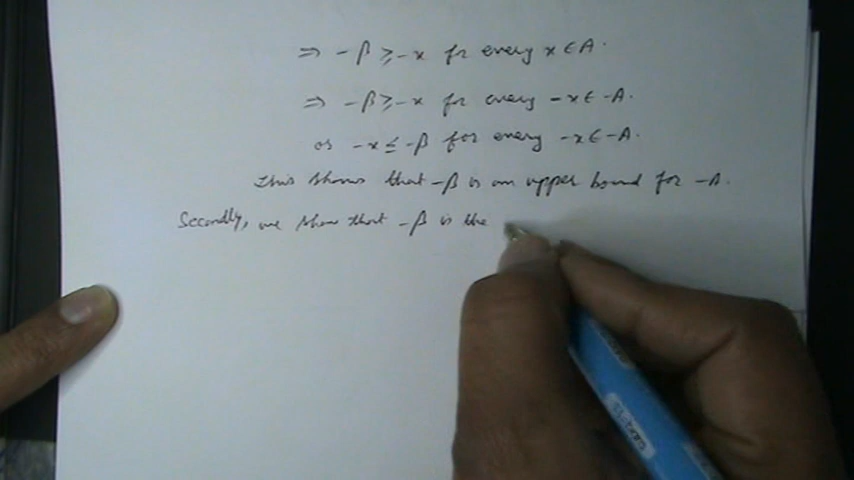 ⇒ -β ≥ -x for every x ∈ A.
⇒ -β ≥ -x for every -x ∈ -A.
or -x ≤ -β for every -x ∈ -A.
This shows that -β is an upper bound for -A.
Secondly, we show that -β is the